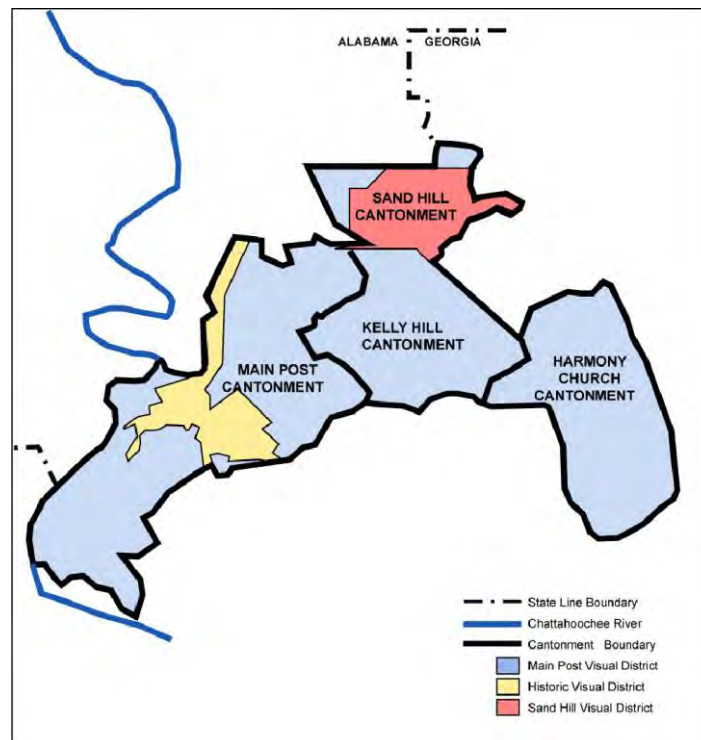 ALABAMA GEORGIA
SAND HILL
CANTONMENT
KELLY HILL
CANTONMENT
HARMONY
CHURCH
CANTONMENT
MAIN POST
CANTONMENT
State Line Boundary
Chattahoochee River
Cantonment Boundary
Main Post Visual District
Historic Visual District
Sand Hill Visual District